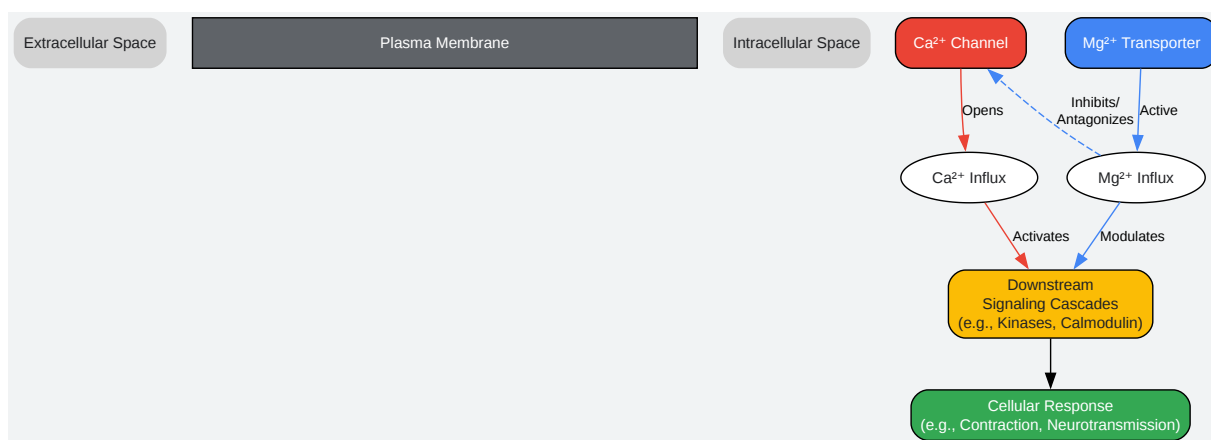 Extracellular Space
Plasma Membrane
Intracellular Space
Ca²⁺ Channel
Mg²⁺ Transporter
Opens
Inhibits/
Antagonizes
Active
Ca²⁺ Influx
Mg²⁺ Influx
Activates
Modulates
Downstream
Signaling Cascades
(e.g., Kinases, Calmodulin)
Cellular Response
(e.g., Contraction, Neurotransmission)